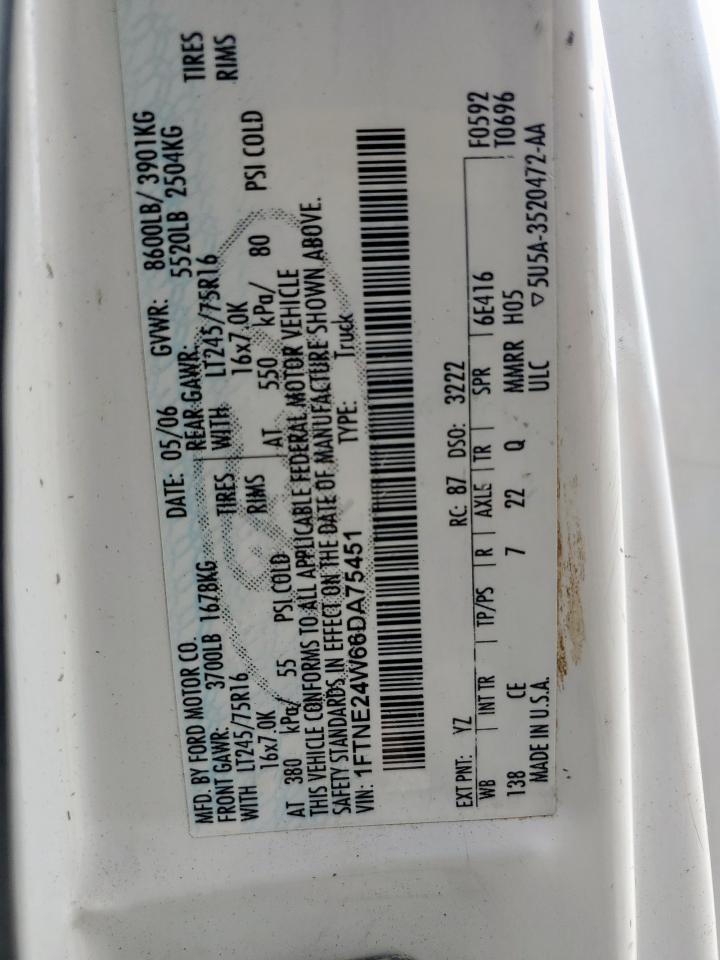 MFD. BY FORD MOTOR CO.
DATE: 05/06 GVWR: 8600LB/ 3901KG
FRONT GAWR: 3700LB 1678KG REAR GAWR: 5520LB 2504KG
WITH LT245/75R16 TIRES WITH LT245/75R16 TIRES
16x7.0K RIMS 16x7.0K RIMS
AT 380 kPa/ 55 PSI COLD AT 550 kPa/ 80 PSI COLD
THIS VEHICLE CONFORMS TO ALL APPLICABLE FEDERAL MOTOR VEHICLE
SAFETY STANDARDS IN EFFECT ON THE DATE OF MANUFACTURE SHOWN ABOVE.
VIN: 1FTNE24W66DA75451 TYPE: Truck
EXT PNT: YZ RC: 87 DSO: 3222 F0592
WB INT TR TP/PS R AXLE TR SPR 6E416 T0696
138 CE 7 22 Q MMRR H05
MADE IN U.S.A. ULC ▽5U5A-3520472-AA